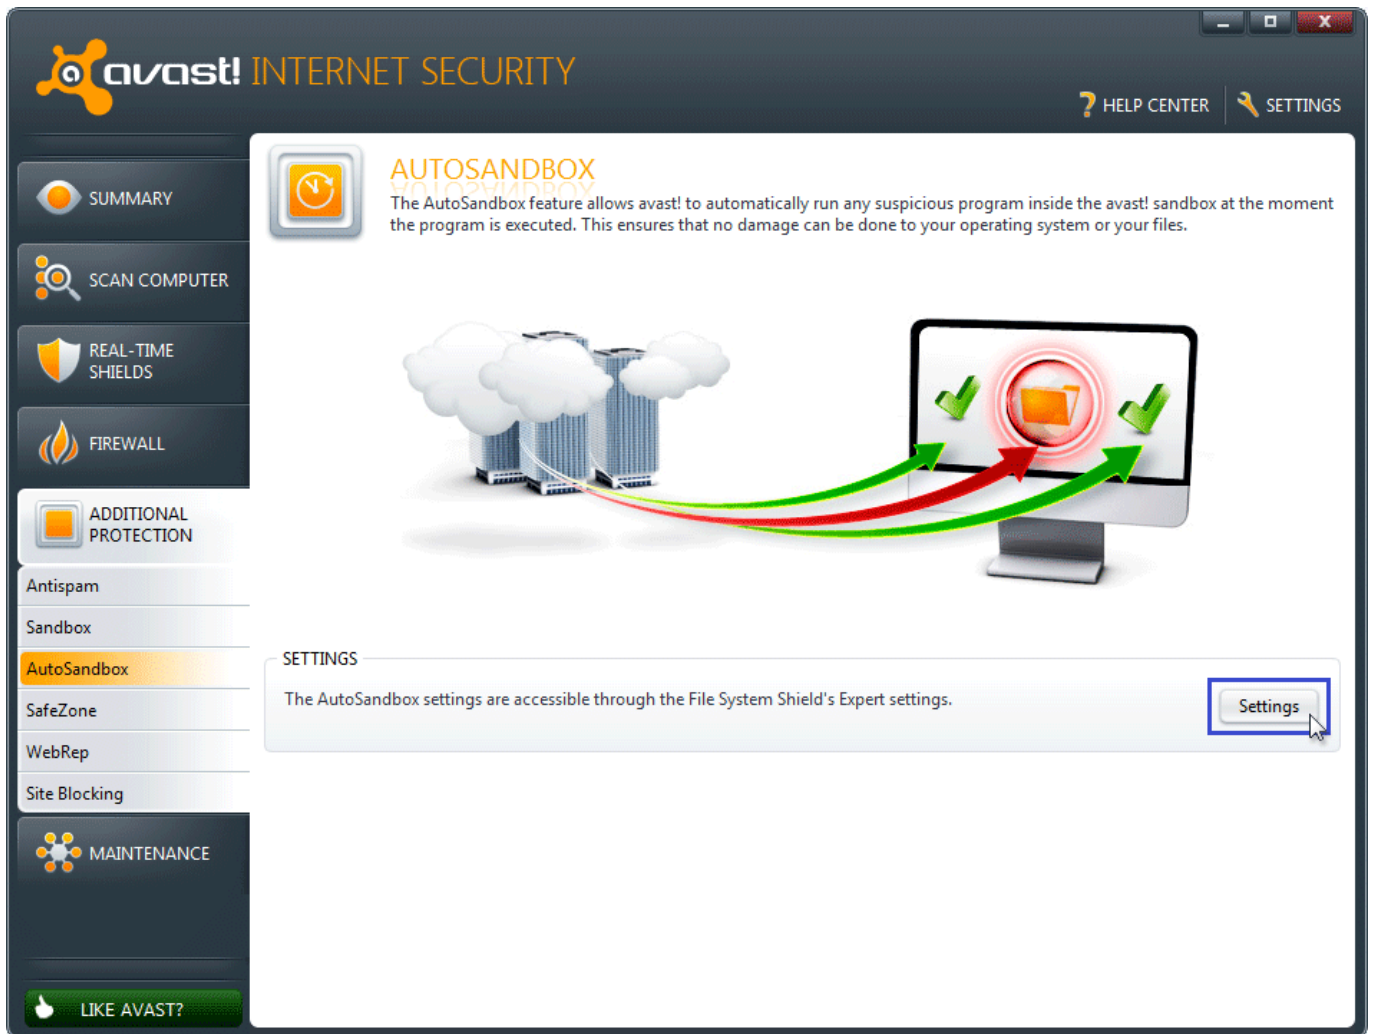 avast! INTERNET SECURITY
? HELP CENTER
SETTINGS
SUMMARY
SCAN COMPUTER
REAL-TIME
SHIELDS
FIREWALL
ADDITIONAL
PROTECTION
Antispam
Sandbox
AutoSandbox
SafeZone
WebRep
Site Blocking
MAINTENANCE
LIKE AVAST?
AUTOSANDBOX
The AutoSandbox feature allows avast! to automatically run any suspicious program inside the avast! sandbox at the moment
the program is executed. This ensures that no damage can be done to your operating system or your files.
SETTINGS
The AutoSandbox settings are accessible through the File System Shield's Expert settings.
Settings